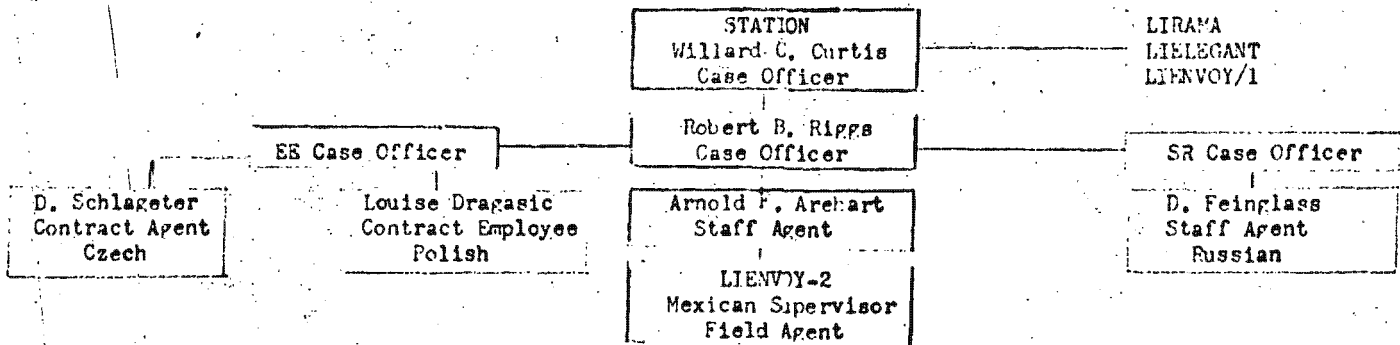 STATION
Willard C. Curtis
Case Officer
LIRAMA
LIELEGANT
LIENVOY/1
Robert B. Riggs
Case Officer
EE Case Officer
SR Case Officer
D. Schlageter
Contract Agent
Czech
Louise Dragasic
Contract Employee
Polish
Arnold F. Arehart
Staff Agent
D. Feinglass
Staff Agent
Russian
LIENVOY-2
Mexican Supervisor
Field Agent